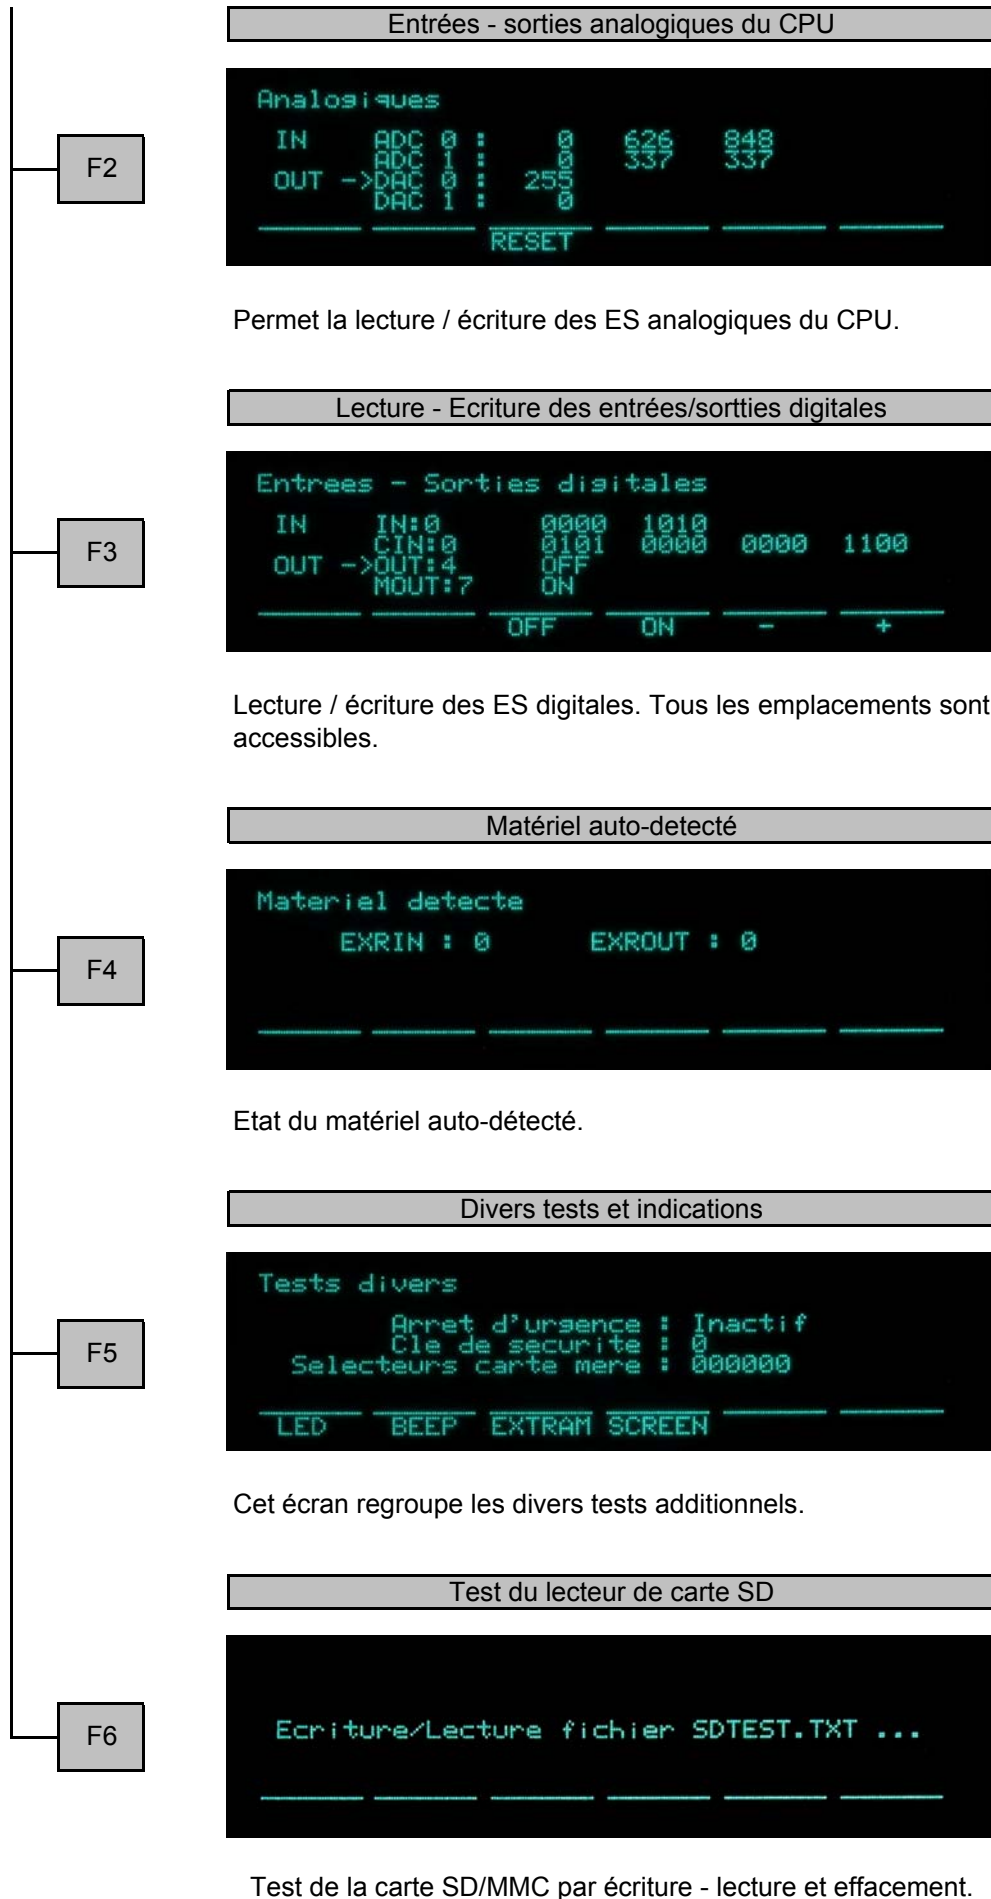 Entrées - sorties analogiques du CPU
Analogiques
IN ADC 0 : 0 626 848
ADC 1 : 0 337 337
OUT ->DAC 0 : 255
DAC 1 : 0
RESET
F2
Permet la lecture / écriture des ES analogiques du CPU.
Lecture - Ecriture des entrées/sortties digitales
Entrees - Sorties digitales
IN IN:0 0000 1010
CIN:0 0101 0000 0000 1100
OUT ->OUT:4 OFF
MOUT:7 ON
OFF ON - +
F3
Lecture / écriture des ES digitales. Tous les emplacements sont
accessibles.
Matériel auto-detecté
Materiel detecte
EXRIN : 0 EXROUT : 0
F4
Etat du matériel auto-détecté.
Divers tests et indications
Tests divers
Arret d'urgence : Inactif
Cle de securite : 0
Selecteurs carte mere : 000000
LED BEEP EXTRAM SCREEN
F5
Cet écran regroupe les divers tests additionnels.
Test du lecteur de carte SD
Ecriture/Lecture fichier SDTEST.TXT ...
F6
Test de la carte SD/MMC par écriture - lecture et effacement.